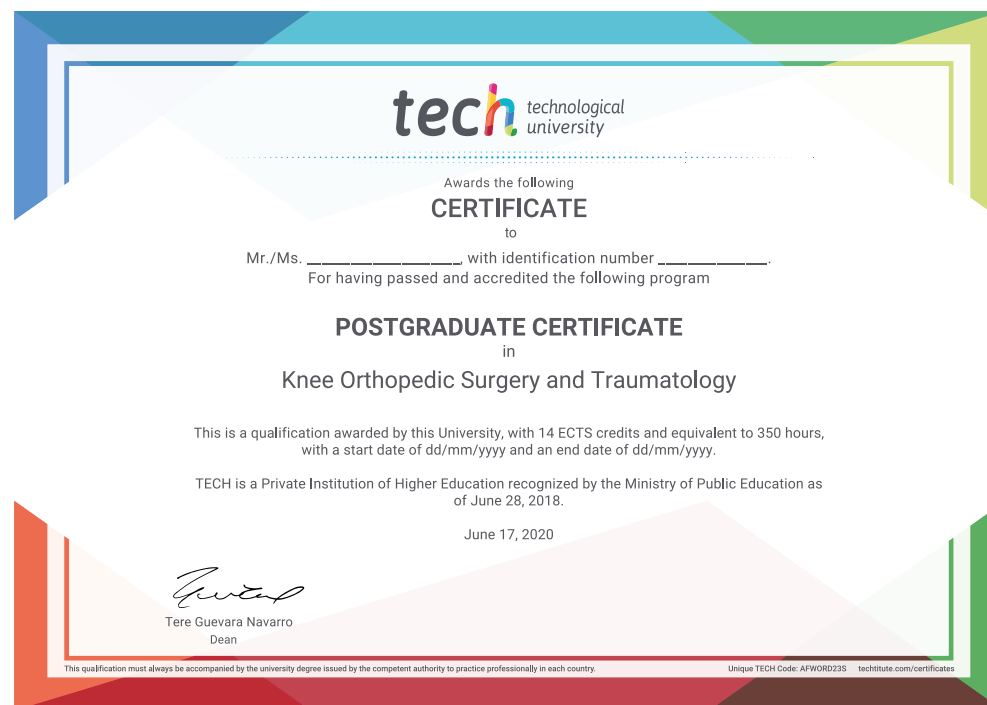 tech technological
university
Awards the following
CERTIFICATE
to
Mr./Ms. ____________________, with identification number ______________.
For having passed and accredited the following program
POSTGRADUATE CERTIFICATE
in
Knee Orthopedic Surgery and Traumatology
This is a qualification awarded by this University, with 14 ECTS credits and equivalent to 350 hours,
with a start date of dd/mm/yyyy and an end date of dd/mm/yyyy.
TECH is a Private Institution of Higher Education recognized by the Ministry of Public Education as
of June 28, 2018.
June 17, 2020
Tere Guevara Navarro
Dean
This qualification must always be accompanied by the university degree issued by the competent authority to practice professionally in each country. Unique TECH Code: AFWORD23S techtitute.com/certificates